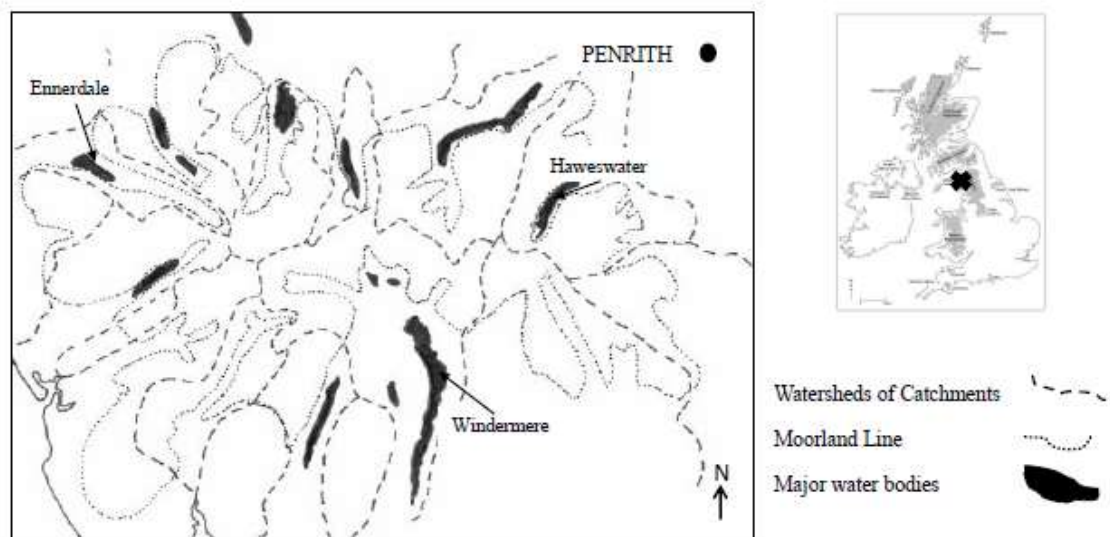 PENRITH
Ennerdale
Haweswater
Windermere
N
Watersheds of Catchments
Moorland Line
Major water bodies